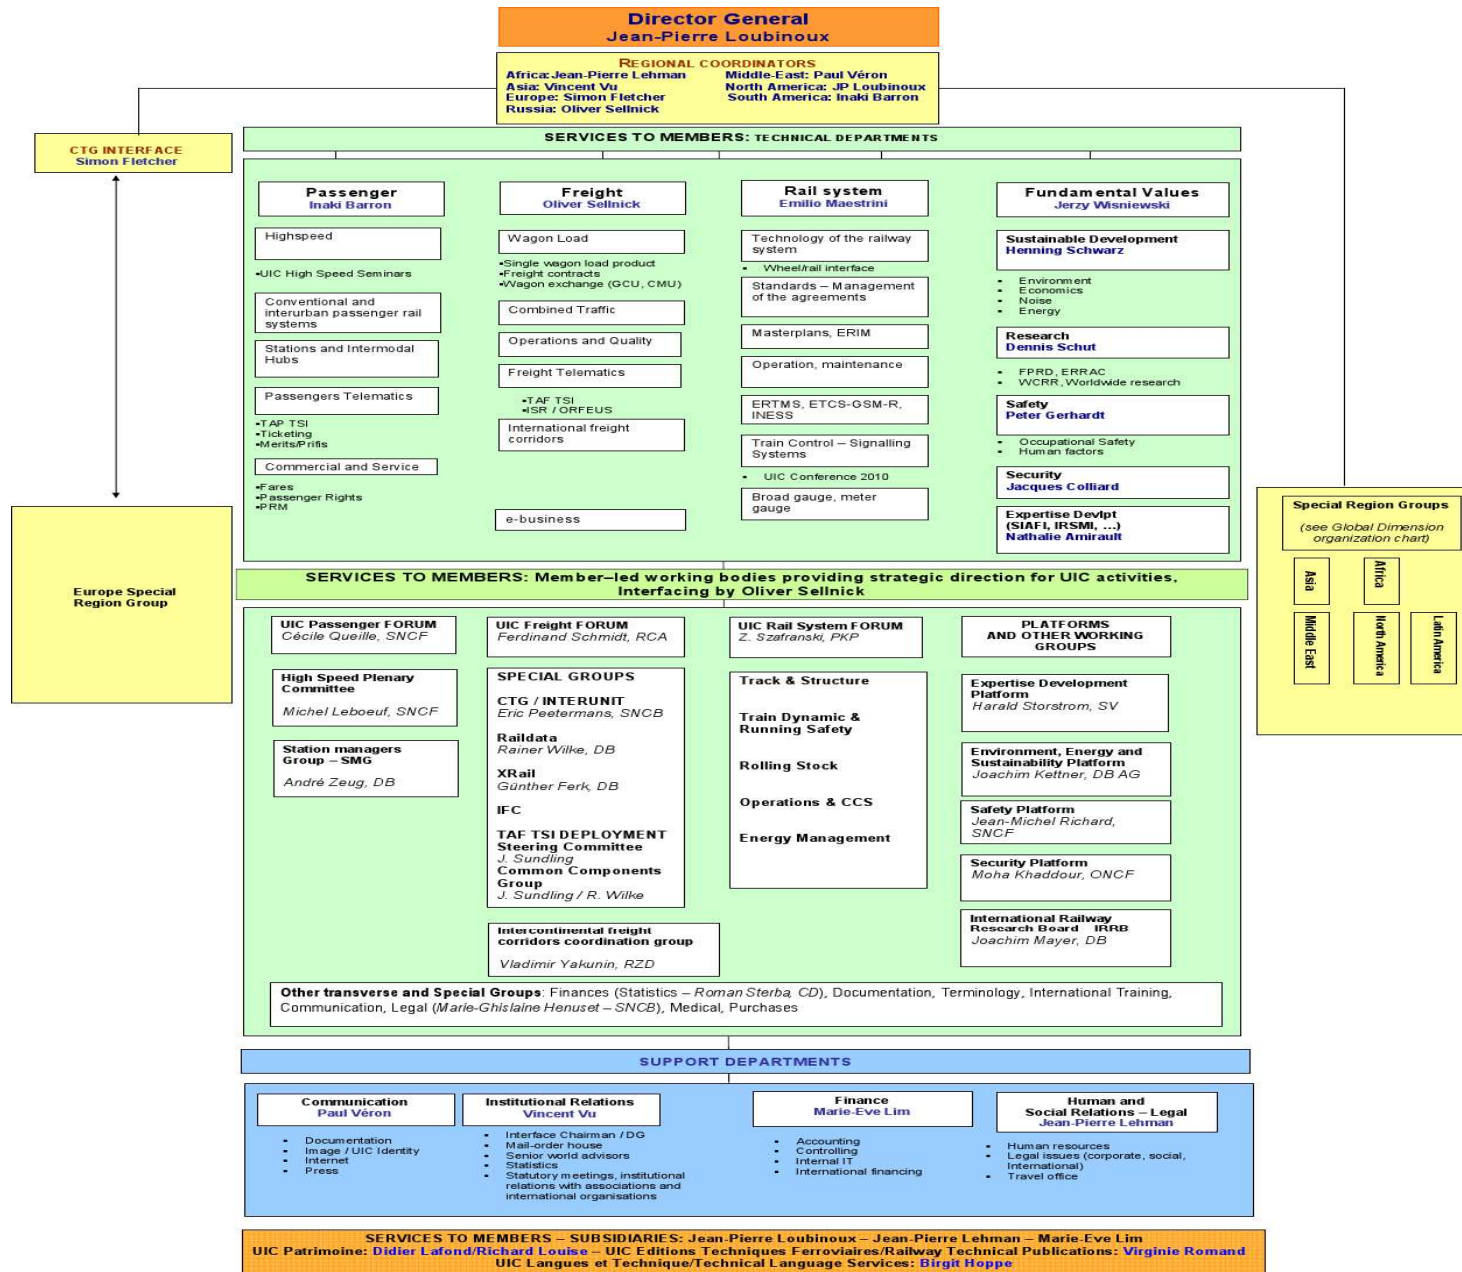 Director General
Jean-Pierre Loubinoux
REGIONAL COORDINATORS
Africa: Jean-Pierre Lehman
Middle-East: Paul Véron
Asia: Vincent Vu
North America: JP Loubinoux
Europe: Simon Fletcher
South America: Inaki Barron
Russia: Oliver Sellnick
CTG INTERFACE
Simon Fletcher
SERVICES TO MEMBERS: TECHNICAL DEPARTMENTS
Passenger
Inaki Barron
Highspeed
▪UIC High Speed Seminars
Conventional and
interurban passenger rail
systems
Stations and Intermodal
Hubs
Passengers Telematics
▪TAP TSI
▪Ticketing
▪Merits/Prifis
Commercial and Service
▪Fares
▪Passenger Rights
▪PRM
Freight
Oliver Sellnick
Wagon Load
▪Single wagon load product
▪Freight contracts
▪Wagon exchange (GCU, CMU)
Combined Traffic
Operations and Quality
Freight Telematics
▪TAF TSI
▪ISR / ORFEUS
International freight
corridors
e-business
Rail system
Emilio Maestrini
Technology of the railway
system
▪ Wheel/rail interface
Standards – Management
of the agreements
Masterplans, ERIM
Operation, maintenance
ERTMS, ETCS-GSM-R,
INESS
Train Control – Signalling
Systems
▪ UIC Conference 2010
Broad gauge, meter
gauge
Fundamental Values
Jerzy Wisniewski
Sustainable Development
Henning Schwarz
▪ Environment
▪ Economics
▪ Noise
▪ Energy
Research
Dennis Schut
▪ FPRD, ERRAC
▪ WCRR, Worldwide research
Safety
Peter Gerhardt
▪ Occupational Safety
▪ Human factors
Security
Jacques Colliard
Expertise Devlpt
(SIAFI, IRSMI, ...)
Nathalie Amirault
Europe Special
Region Group
Special Region Groups
(see Global Dimension
organization chart)
Asia
Africa
Middle East
North America
Latin America
SERVICES TO MEMBERS: Member–led working bodies providing strategic direction for UIC activities,
Interfacing by Oliver Sellnick
UIC Passenger FORUM
Cécile Queille, SNCF
High Speed Plenary
Committee
Michel Leboeuf, SNCF
Station managers
Group – SMG
André Zeug, DB
UIC Freight FORUM
Ferdinand Schmidt, RCA
SPECIAL GROUPS
CTG / INTERUNIT
Eric Peetermans, SNCB
Raildata
Rainer Wilke, DB
XRail
Günther Ferk, DB
IFC
TAF TSI DEPLOYMENT
Steering Committee
J. Sundling
Common Components
Group
J. Sundling / R. Wilke
Intercontinental freight
corridors coordination group
Vladimir Yakunin, RZD
UIC Rail System FORUM
Z. Szafranski, PKP
Track & Structure
Train Dynamic &
Running Safety
Rolling Stock
Operations & CCS
Energy Management
PLATFORMS
AND OTHER WORKING
GROUPS
Expertise Development
Platform
Harald Storstrom, SV
Environment, Energy and
Sustainability Platform
Joachim Kettner, DB AG
Safety Platform
Jean-Michel Richard,
SNCF
Security Platform
Moha Khaddour, ONCF
International Railway
Research Board IRRB
Joachim Mayer, DB
Other transverse and Special Groups: Finances (Statistics – Roman Sterba, CD), Documentation, Terminology, International Training,
Communication, Legal (Marie-Ghislaine Henuset – SNCB), Medical, Purchases
SUPPORT DEPARTMENTS
Communication
Paul Véron
▪ Documentation
▪ Image / UIC Identity
▪ Internet
▪ Press
Institutional Relations
Vincent Vu
▪ Interface Chairman / DG
▪ Mail-order house
▪ Senior world advisors
▪ Statistics
▪ Statutory meetings, institutional
relations with associations and
international organisations
Finance
Marie-Eve Lim
▪ Accounting
▪ Controlling
▪ Internal IT
▪ International financing
Human and
Social Relations – Legal
Jean-Pierre Lehman
▪ Human resources
▪ Legal issues (corporate, social,
International)
▪ Travel office
SERVICES TO MEMBERS – SUBSIDIARIES: Jean-Pierre Loubinoux – Jean-Pierre Lehman – Marie-Eve Lim
UIC Patrimoine: Didier Lafond/Richard Louise – UIC Editions Techniques Ferroviaires/Railway Technical Publications: Virginie Romand
UIC Langues et Technique/Technical Language Services: Birgit Hoppe